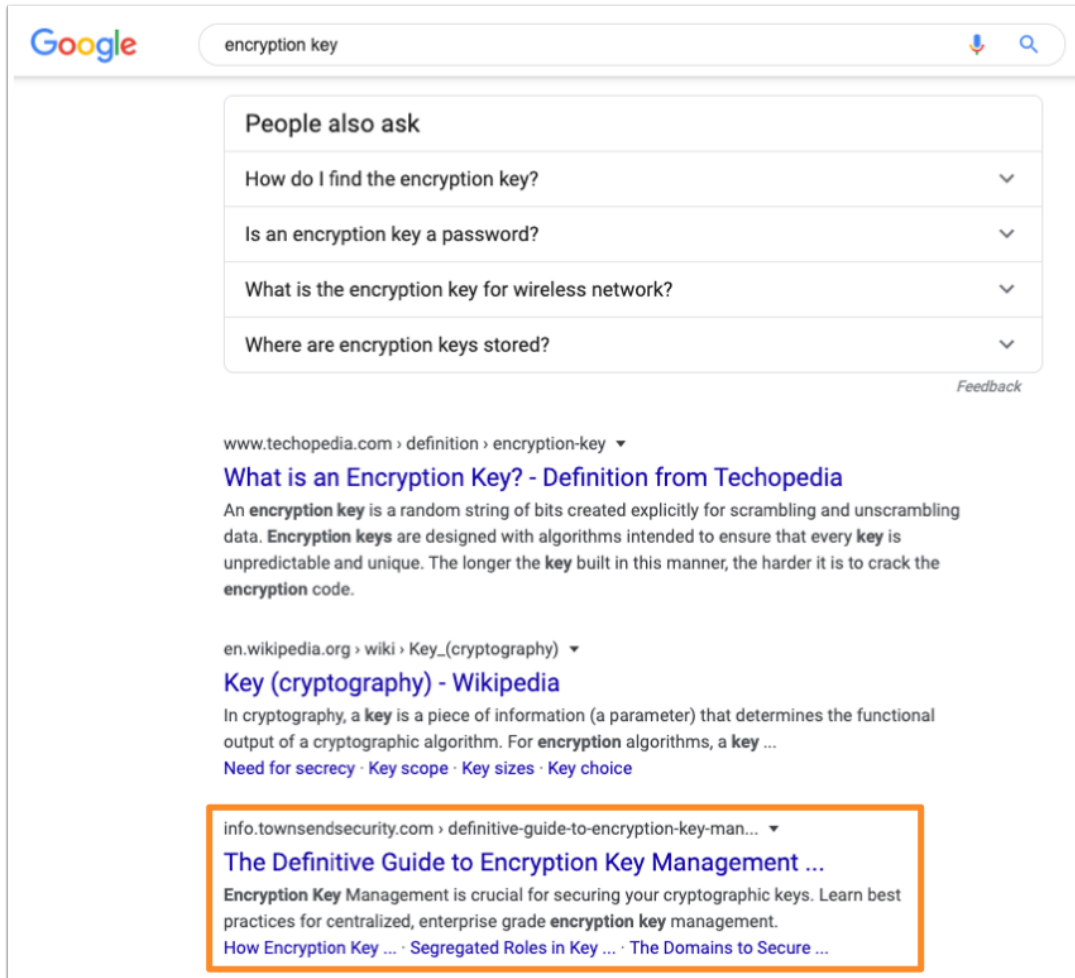 Google
encryption key
People also ask
How do I find the encryption key?
Is an encryption key a password?
What is the encryption key for wireless network?
Where are encryption keys stored?
Feedback
www.techopedia.com › definition › encryption-key
What is an Encryption Key? - Definition from Techopedia
An encryption key is a random string of bits created explicitly for scrambling and unscrambling
data. Encryption keys are designed with algorithms intended to ensure that every key is
unpredictable and unique. The longer the key built in this manner, the harder it is to crack the
encryption code.
en.wikipedia.org › wiki › Key_(cryptography)
Key (cryptography) - Wikipedia
In cryptography, a key is a piece of information (a parameter) that determines the functional
output of a cryptographic algorithm. For encryption algorithms, a key ...
Need for secrecy · Key scope · Key sizes · Key choice
info.townsendsecurity.com › definitive-guide-to-encryption-key-man...
The Definitive Guide to Encryption Key Management ...
Encryption Key Management is crucial for securing your cryptographic keys. Learn best
practices for centralized, enterprise grade encryption key management.
How Encryption Key ... · Segregated Roles in Key ... · The Domains to Secure ...